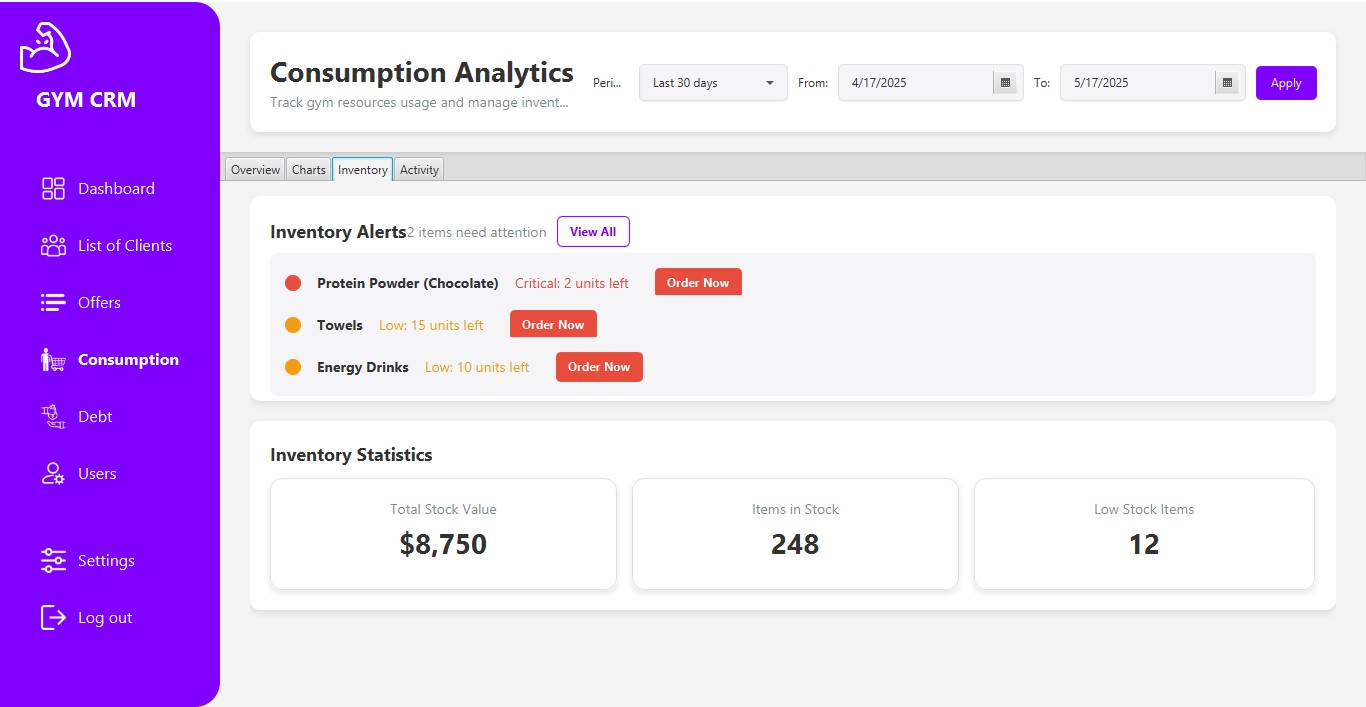 GYM CRM
Dashboard
List of Clients
Offers
Consumption
Debt
Users
Settings
Log out
Consumption Analytics
Track gym resources usage and manage invent...
Peri... Last 30 days From: 4/17/2025 To: 5/17/2025 Apply
Overview Charts Inventory Activity
Inventory Alerts 2 items need attention View All
Protein Powder (Chocolate) Critical: 2 units left Order Now
Towels Low: 15 units left Order Now
Energy Drinks Low: 10 units left Order Now
Inventory Statistics
Total Stock Value
$8,750
Items in Stock
248
Low Stock Items
12